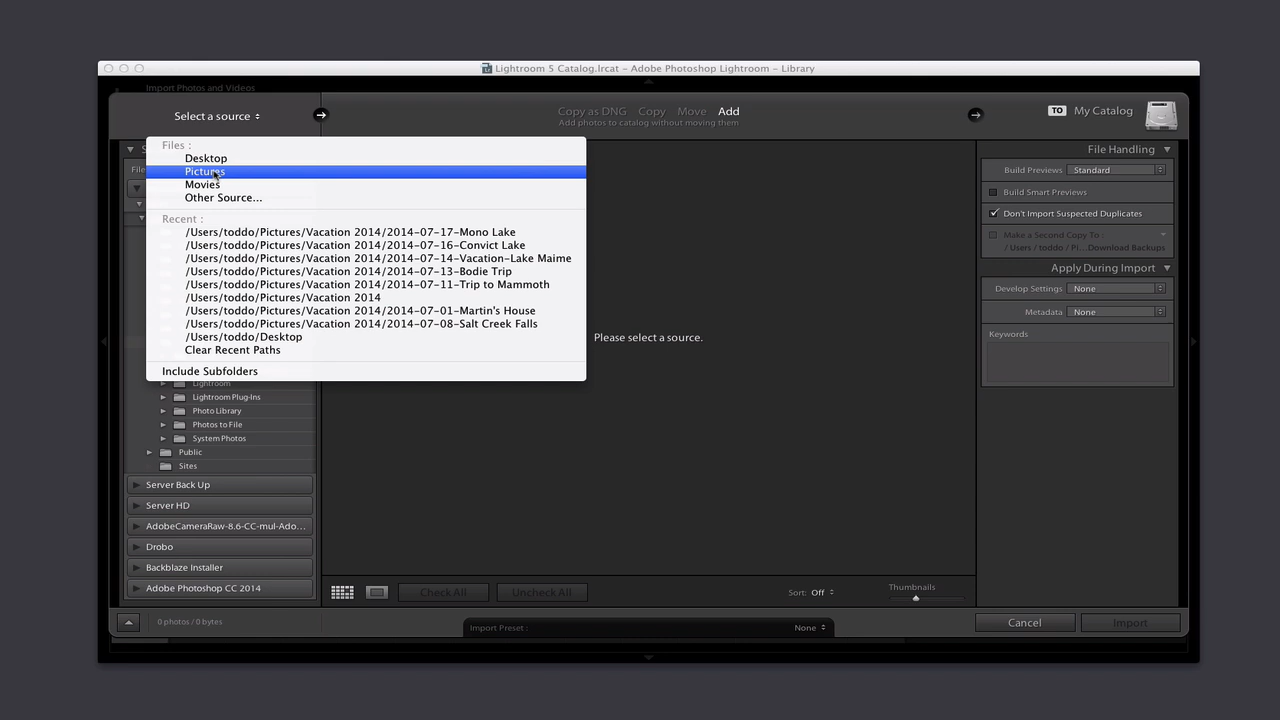 Lightroom 5 Catalog.lrcat - Adobe Photoshop Lightroom - Library
Import Photos and Videos
Select a source
Copy as DNG Copy Move Add
Add photos to catalog without moving them
TO My Catalog
Files :
Desktop
Pictures
Movies
Other Source...
Recent :
/Users/toddo/Pictures/Vacation 2014/2014-07-17-Mono Lake
/Users/toddo/Pictures/Vacation 2014/2014-07-16-Convict Lake
/Users/toddo/Pictures/Vacation 2014/2014-07-14-Vacation-Lake Maime
/Users/toddo/Pictures/Vacation 2014/2014-07-13-Bodie Trip
/Users/toddo/Pictures/Vacation 2014/2014-07-11-Trip to Mammoth
/Users/toddo/Pictures/Vacation 2014
/Users/toddo/Pictures/Vacation 2014/2014-07-01-Martin's House
/Users/toddo/Pictures/Vacation 2014/2014-07-08-Salt Creek Falls
/Users/toddo/Desktop
Clear Recent Paths
Include Subfolders
Lightroom
Lightroom Plug-Ins
Photo Library
Photos to File
System Photos
Public
Sites
Server Back Up
Server HD
AdobeCameraRaw-8.6-CC-mul-Ado...
Drobo
Backblaze Installer
Adobe Photoshop CC 2014
Please select a source.
File Handling
Build Previews Standard
Build Smart Previews
Don't Import Suspected Duplicates
Make a Second Copy To :
/ Users / toddo / Pi...Download Backups
Apply During Import
Develop Settings None
Metadata None
Keywords
Check All Uncheck All
Sort: Off
Thumbnails
0 photos / 0 bytes
Import Preset : None
Cancel Import